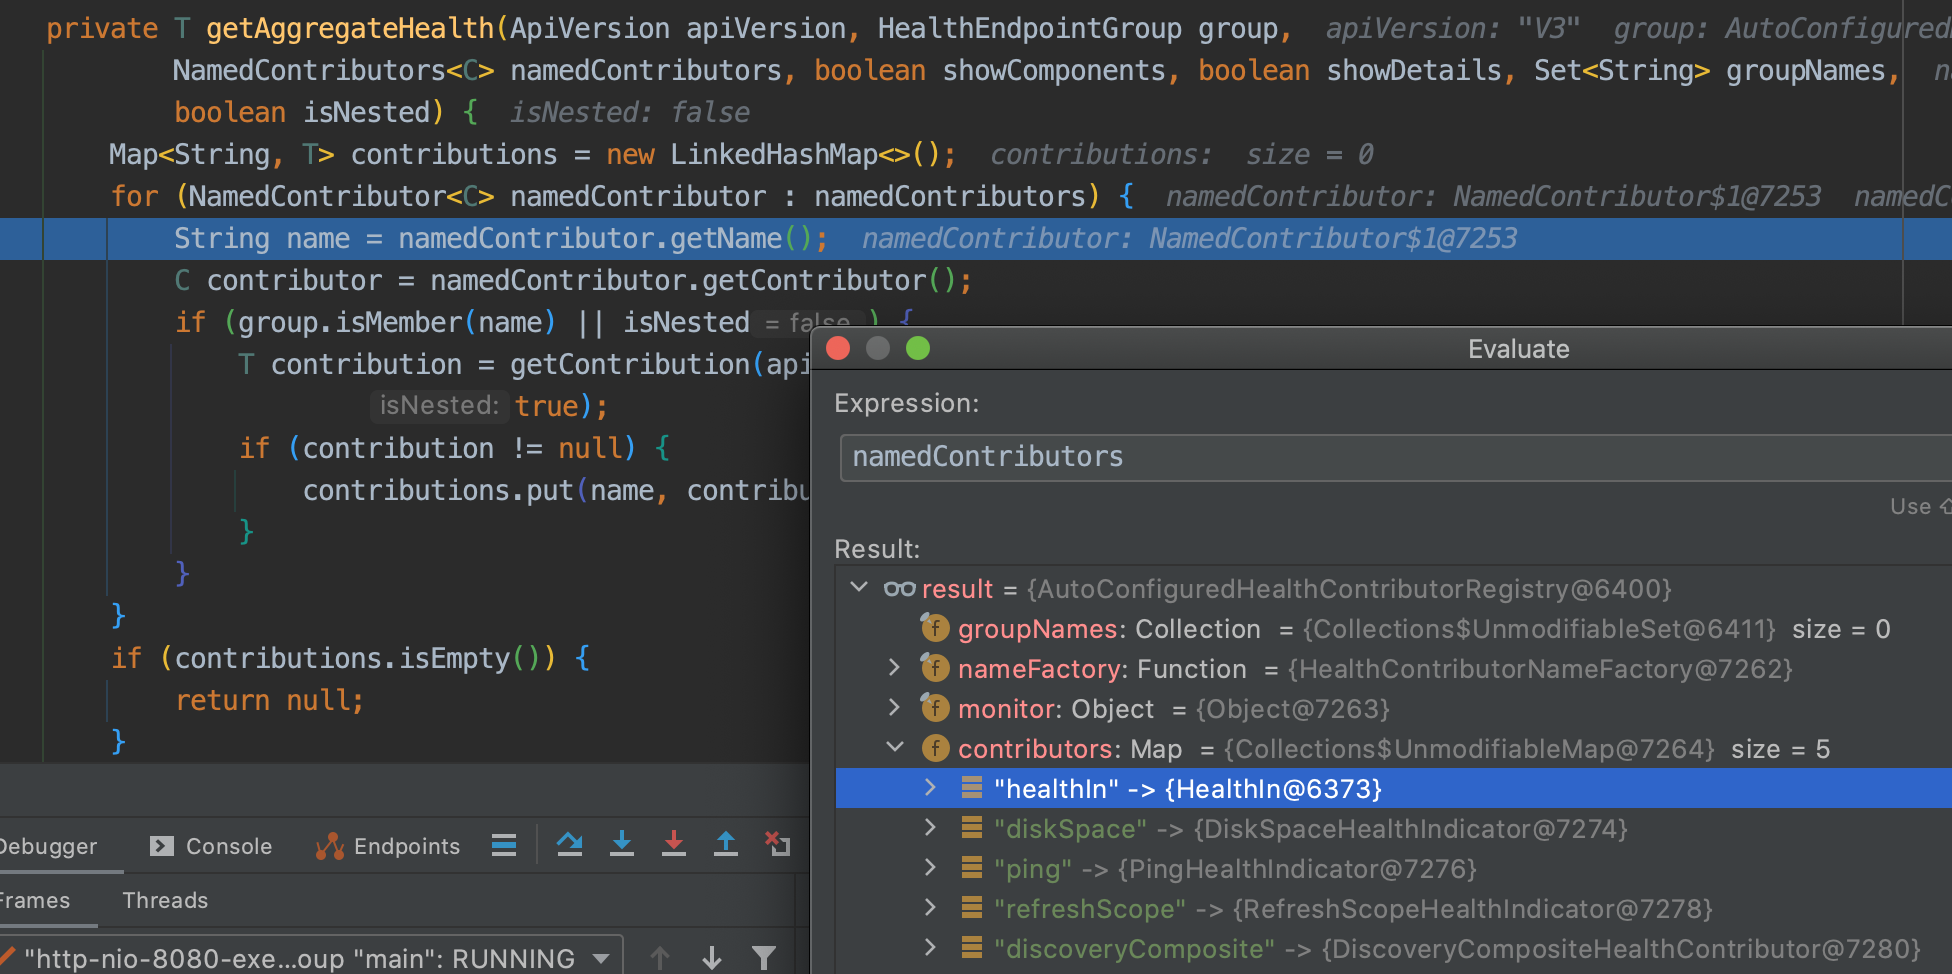 private T getAggregateHealth(ApiVersion apiVersion, HealthEndpointGroup group, apiVersion: "V3" group: AutoConfigured
NamedContributors<C> namedContributors, boolean showComponents, boolean showDetails, Set<String> groupNames,
boolean isNested) { isNested: false
Map<String, T> contributions = new LinkedHashMap<>(); contributions: size = 0
for (NamedContributor<C> namedContributor : namedContributors) { namedContributor: NamedContributor$1@7253 namedC
String name = namedContributor.getName(); namedContributor: NamedContributor$1@7253
C contributor = namedContributor.getContributor();
if (group.isMember(name) || isNested = false ) {
T contribution = getContribution(api
isNested: true);
if (contribution != null) {
contributions.put(name, contribu
}
}
}
if (contributions.isEmpty()) {
return null;
}
Evaluate
Expression:
namedContributors
Use
Result:
result = {AutoConfiguredHealthContributorRegistry@6400}
groupNames: Collection = {Collections$UnmodifiableSet@6411} size = 0
nameFactory: Function = {HealthContributorNameFactory@7262}
monitor: Object = {Object@7263}
contributors: Map = {Collections$UnmodifiableMap@7264} size = 5
"healthIn" -> {HealthIn@6373}
"diskSpace" -> {DiskSpaceHealthIndicator@7274}
"ping" -> {PingHealthIndicator@7276}
"refreshScope" -> {RefreshScopeHealthIndicator@7278}
"discoveryComposite" -> {DiscoveryCompositeHealthContributor@7280}
Debugger Console Endpoints
Frames Threads
"http-nio-8080-exe...oup "main": RUNNING